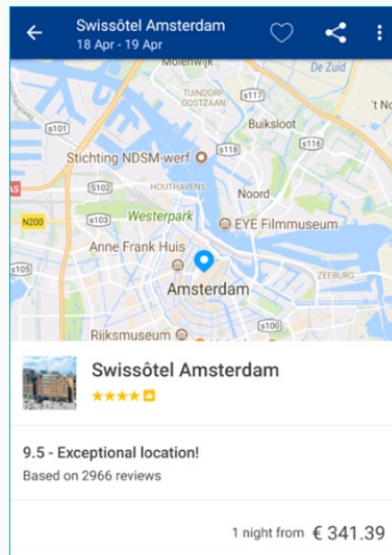 Swissôtel Amsterdam
18 Apr - 19 Apr
Molenwijk
De Zuid
TUINDORP
OOSTZAAN
s117
't No
s101
Buiksloot
s118
s116
Stichting NDSM-werf
A5
S102
HOUTHAVENS
Noord
N200
s103
Westerpark
EYE Filmmuseum
Anne Frank Huis
s105
ZEEBURG
Amsterdam
s100
Rijksmuseum
Swissôtel Amsterdam
9.5 - Exceptional location!
Based on 2966 reviews
1 night from € 341.39